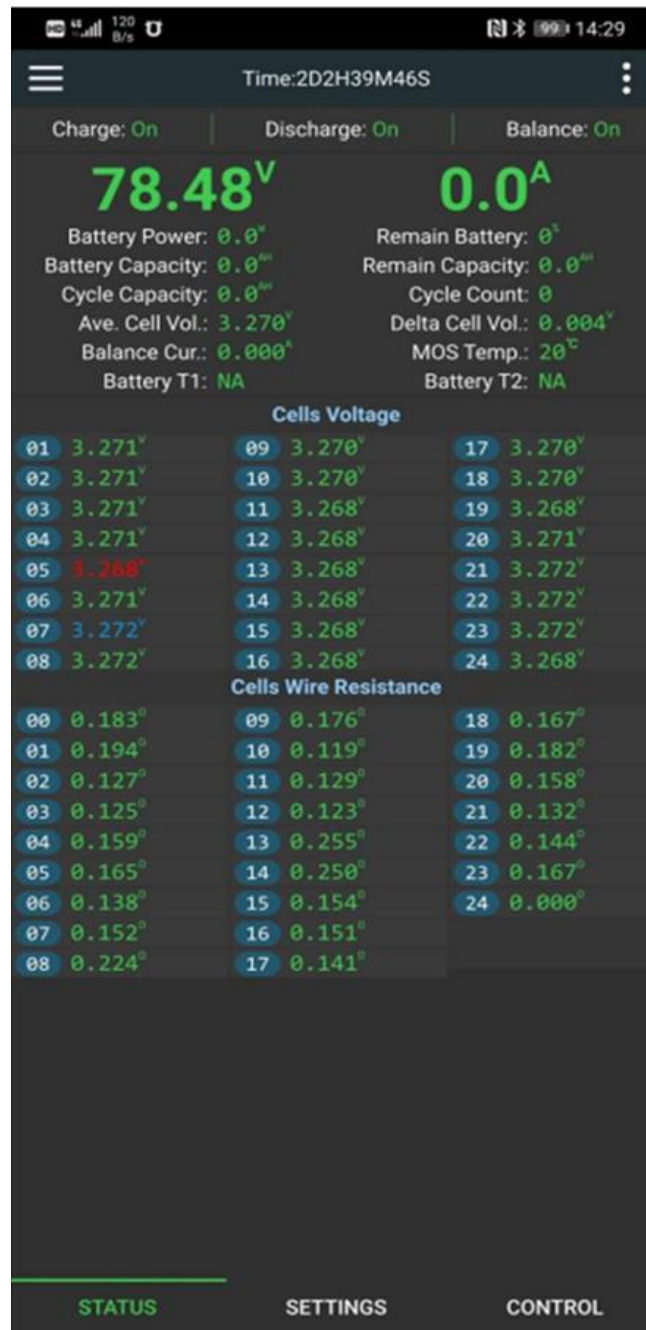 HD 4G 120 B/s 99 14:29
Time:2D2H39M46S
Charge: On Discharge: On Balance: On
78.48V 0.0A
Battery Power: 0.0W Remain Battery: 0%
Battery Capacity: 0.0AH Remain Capacity: 0.0AH
Cycle Capacity: 0.0AH Cycle Count: 0
Ave. Cell Vol.: 3.270V Delta Cell Vol.: 0.004V
Balance Cur.: 0.000A MOS Temp.: 20℃
Battery T1: NA Battery T2: NA
Cells Voltage
01 3.271V 09 3.270V 17 3.270V
02 3.271V 10 3.270V 18 3.270V
03 3.271V 11 3.268V 19 3.268V
04 3.271V 12 3.268V 20 3.271V
05 3.268V 13 3.268V 21 3.272V
06 3.271V 14 3.268V 22 3.272V
07 3.272V 15 3.268V 23 3.272V
08 3.272V 16 3.268V 24 3.268V
Cells Wire Resistance
00 0.183Ω 09 0.176Ω 18 0.167Ω
01 0.194Ω 10 0.119Ω 19 0.182Ω
02 0.127Ω 11 0.129Ω 20 0.158Ω
03 0.125Ω 12 0.123Ω 21 0.132Ω
04 0.159Ω 13 0.255Ω 22 0.144Ω
05 0.165Ω 14 0.250Ω 23 0.167Ω
06 0.138Ω 15 0.154Ω 24 0.000Ω
07 0.152Ω 16 0.151Ω
08 0.224Ω 17 0.141Ω
STATUS SETTINGS CONTROL